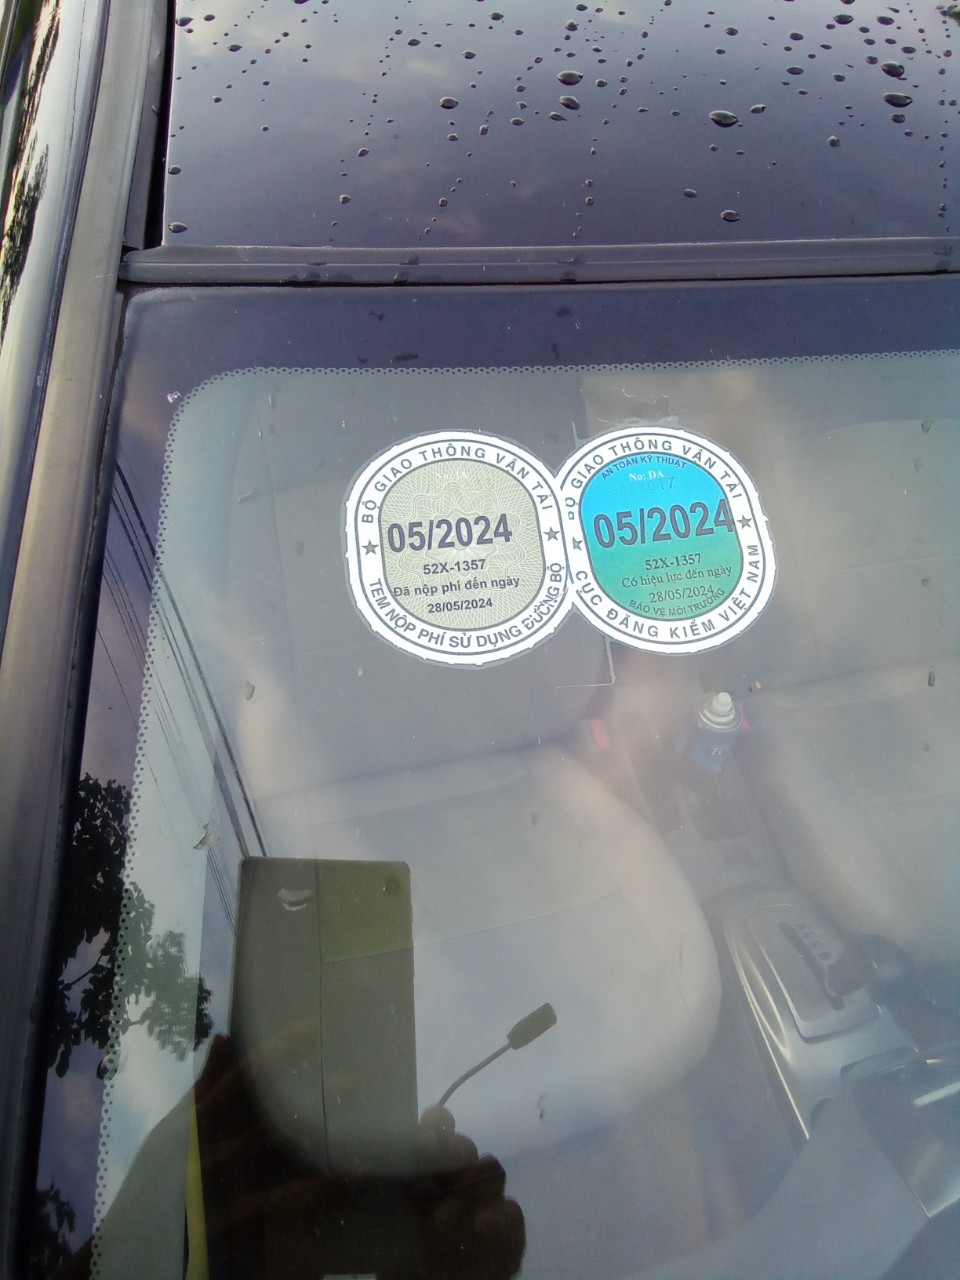 BỘ GIAO THÔNG VẬN TẢI
05/2024
52X-1357
Đã nộp phí đến ngày
28/05/2024
TEM NỘP PHÍ SỬ DỤNG ĐƯỜNG BỘ
BỘ GIAO THÔNG VẬN TẢI
AN TOÀN KỸ THUẬT
No: DA
05/2024
52X-1357
Có hiệu lực đến ngày
28/05/2024
BẢO VỆ MÔI TRƯỜNG
CỤC ĐĂNG KIỂM VIỆT NAM